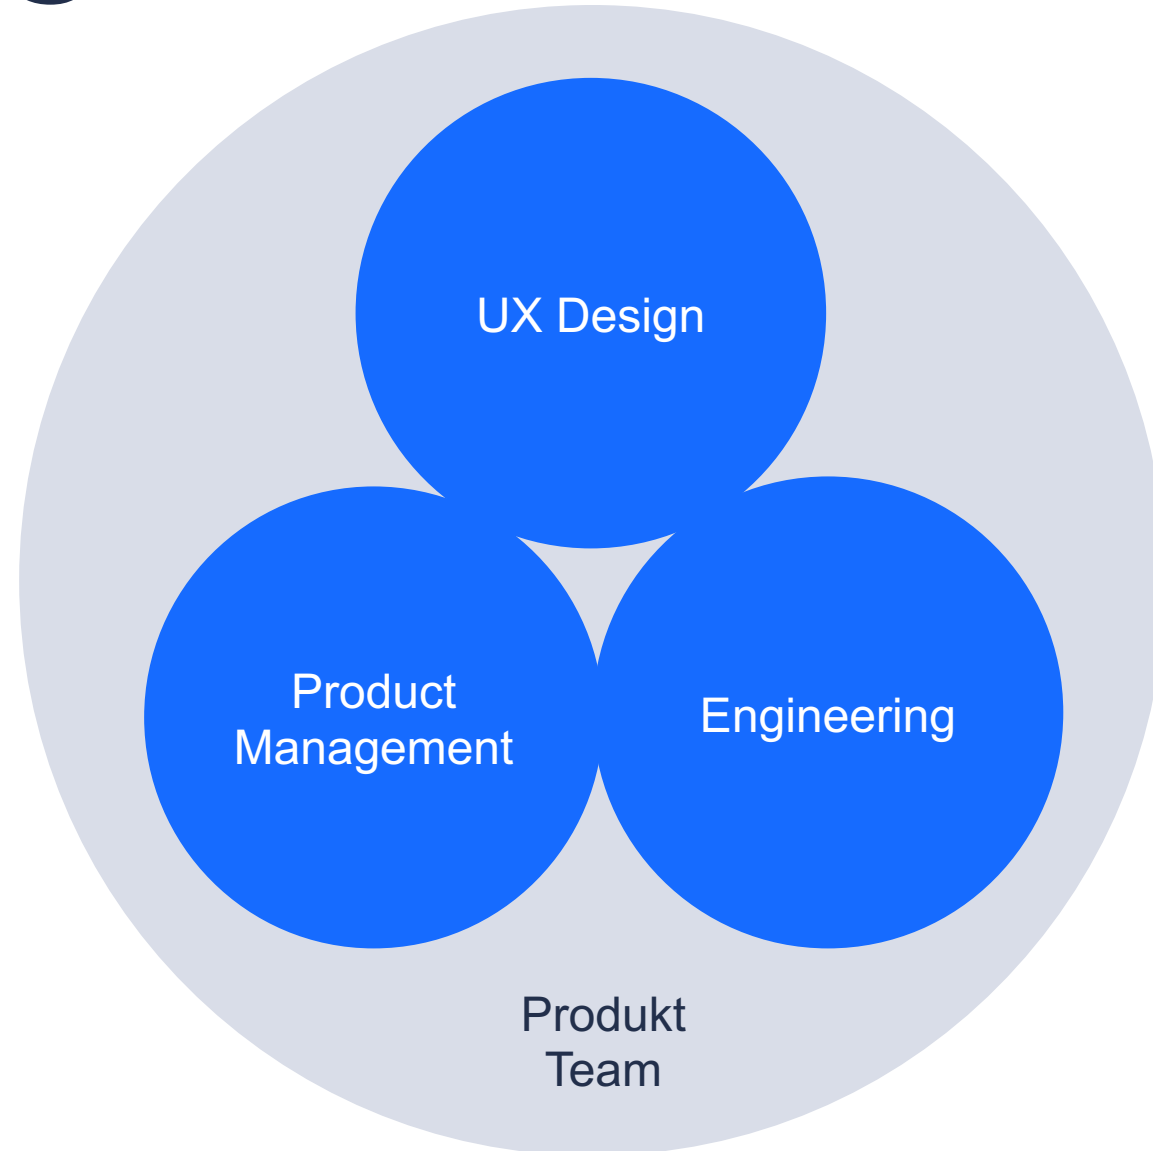 UX Design
Product
Management
Engineering
Produkt
Team